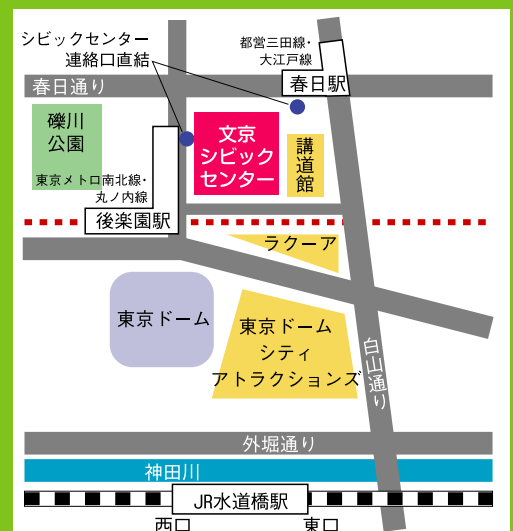 シビックセンター
連絡口直結
都営三田線・
大江戸線
春日駅
春日通り
礫川
公園
文京
シビック
センター
講道館
東京メトロ南北線・
丸ノ内線
後楽園駅
ラクーア
東京ドーム
東京ドーム
シティ
アトラクションズ
白山通り
外堀通り
神田川
JR水道橋駅
西口
東口